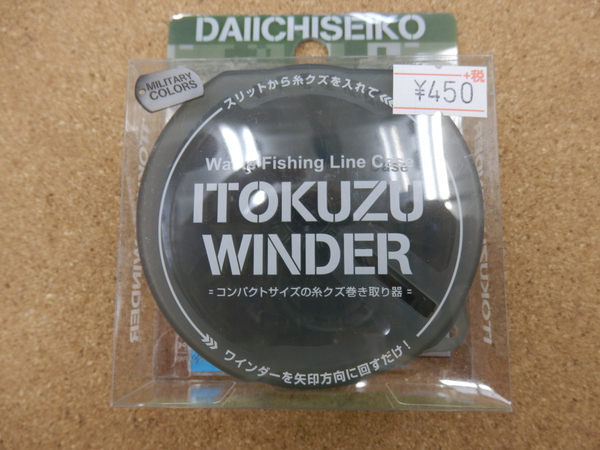 DAIICHISEIKO
MILITARY
COLORS
+税
¥450
スリットから糸クズを入れて
Waste Fishing Line Case
ITOKUZU
WINDER
=コンパクトサイズの糸クズ巻き取り器=
ワインダーを矢印方向に回すだけ!